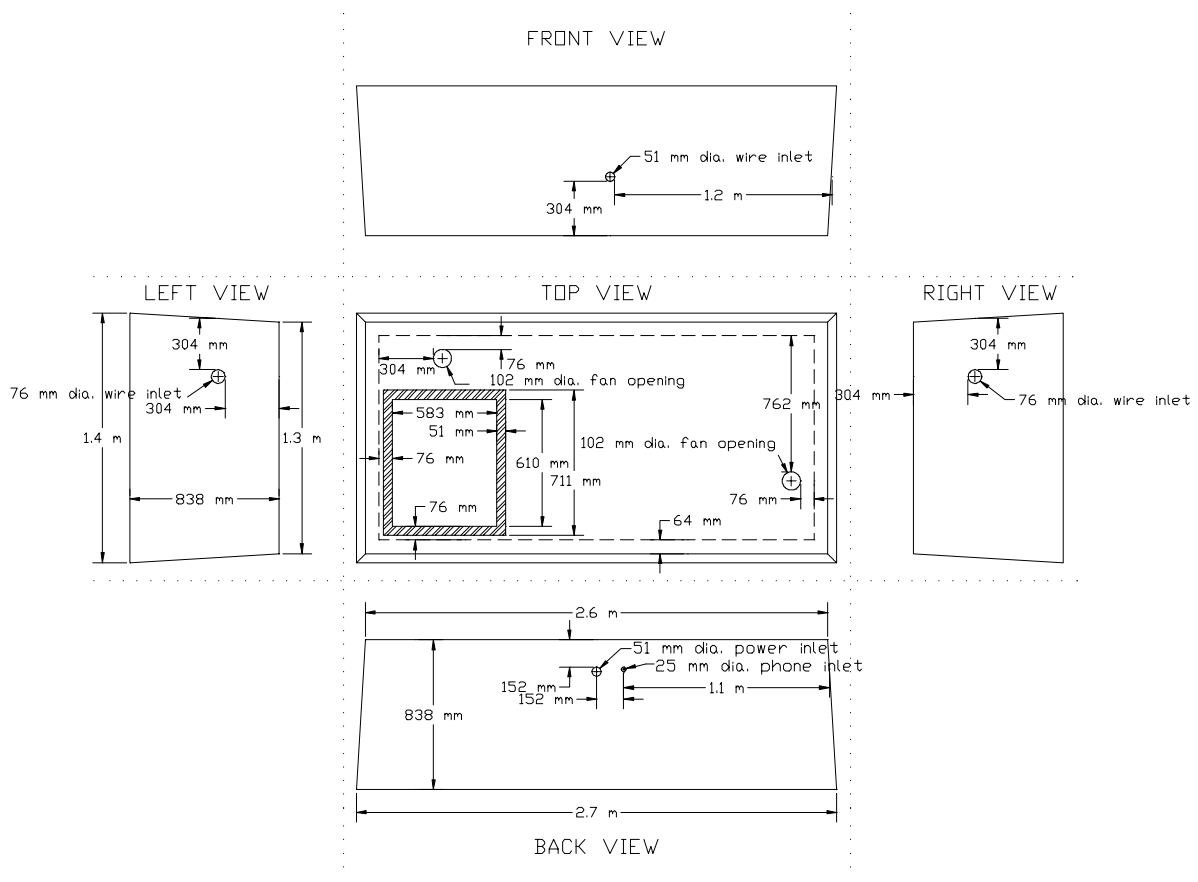 FRONT VIEW
51 mm dia. wire inlet
1.2 m
304 mm
LEFT VIEW
TOP VIEW
RIGHT VIEW
304 mm
76 mm dia. wire inlet
304 mm
1.4 m
1.3 m
838 mm
304 mm
76 mm
102 mm dia. fan opening
583 mm
51 mm
76 mm
610 mm
711 mm
76 mm
762 mm
102 mm dia. fan opening
76 mm
64 mm
304 mm
304 mm
76 mm dia. wire inlet
2.6 m
51 mm dia. power inlet
25 mm dia. phone inlet
152 mm
152 mm
1.1 m
838 mm
2.7 m
BACK VIEW